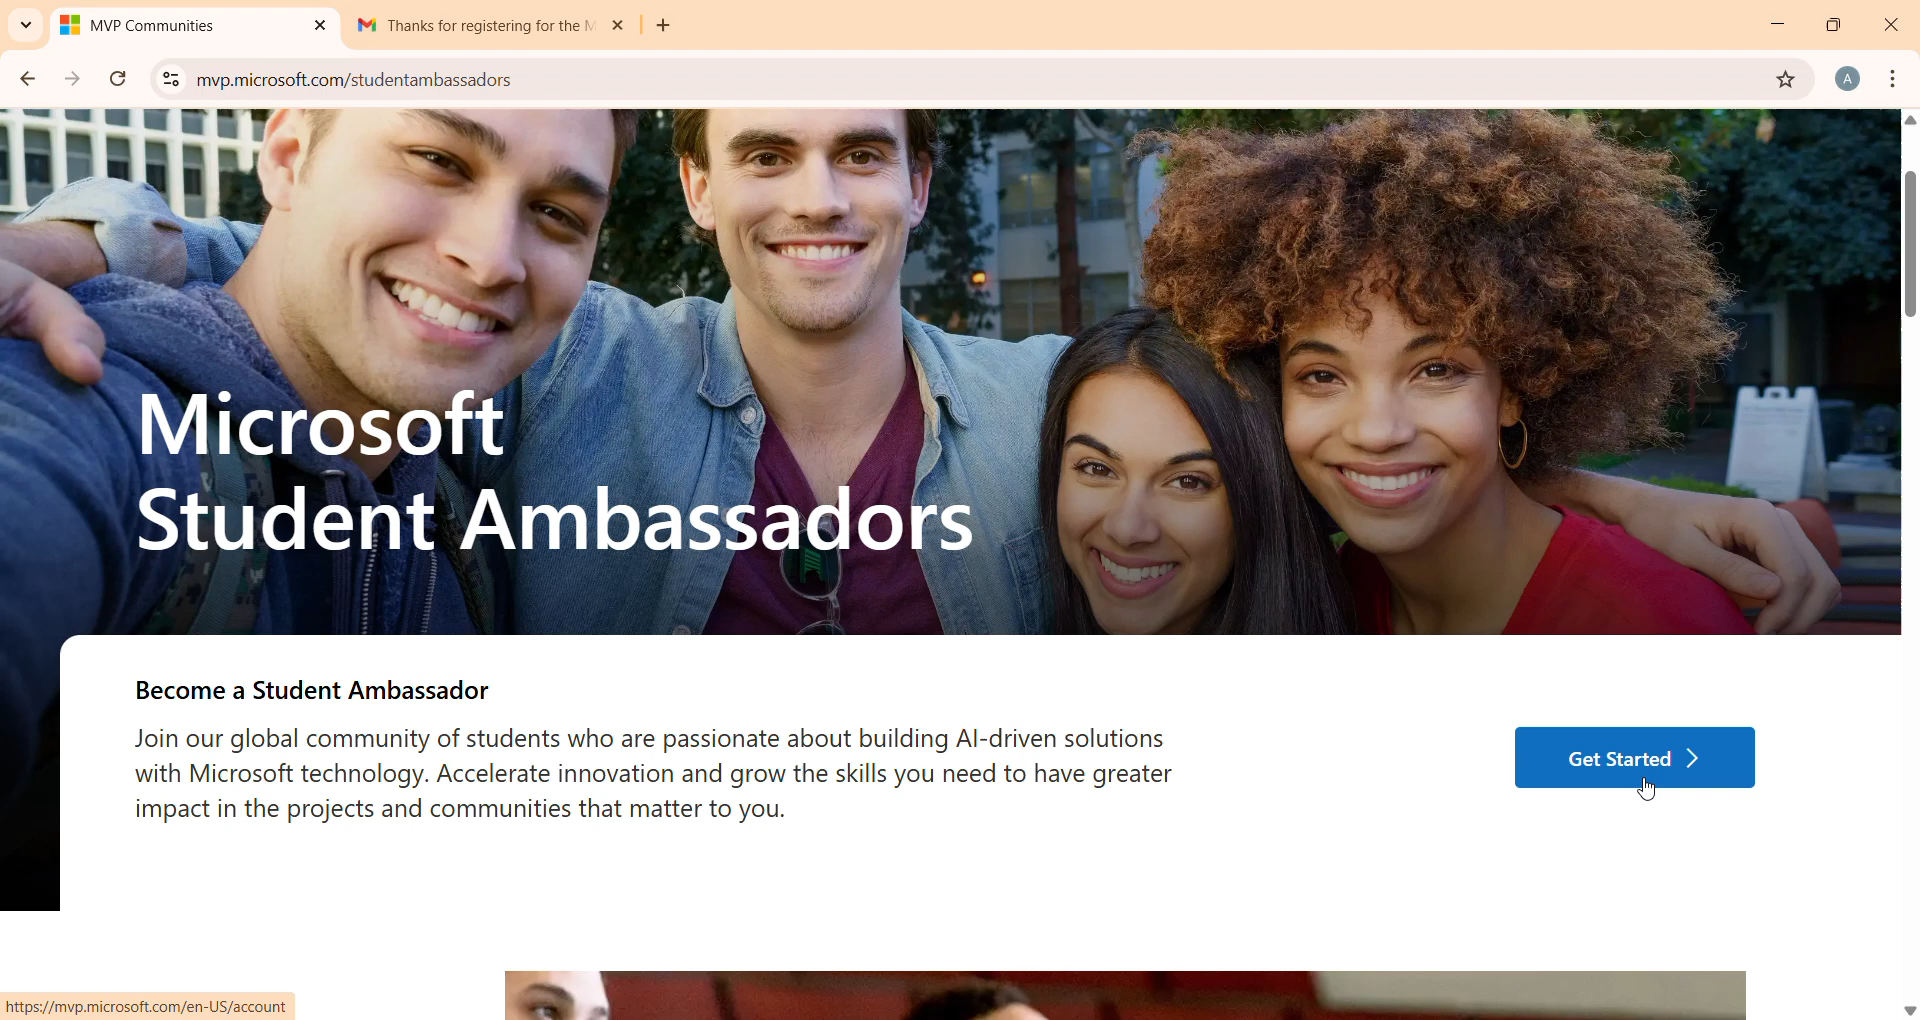 MVP Communities
Thanks for registering for the M
mvp.microsoft.com/studentambassadors
A
Microsoft
Student Ambassadors
Become a Student Ambassador
Join our global community of students who are passionate about building AI-driven solutions
with Microsoft technology. Accelerate innovation and grow the skills you need to have greater
impact in the projects and communities that matter to you.
Get Started
https://mvp.microsoft.com/en-US/account